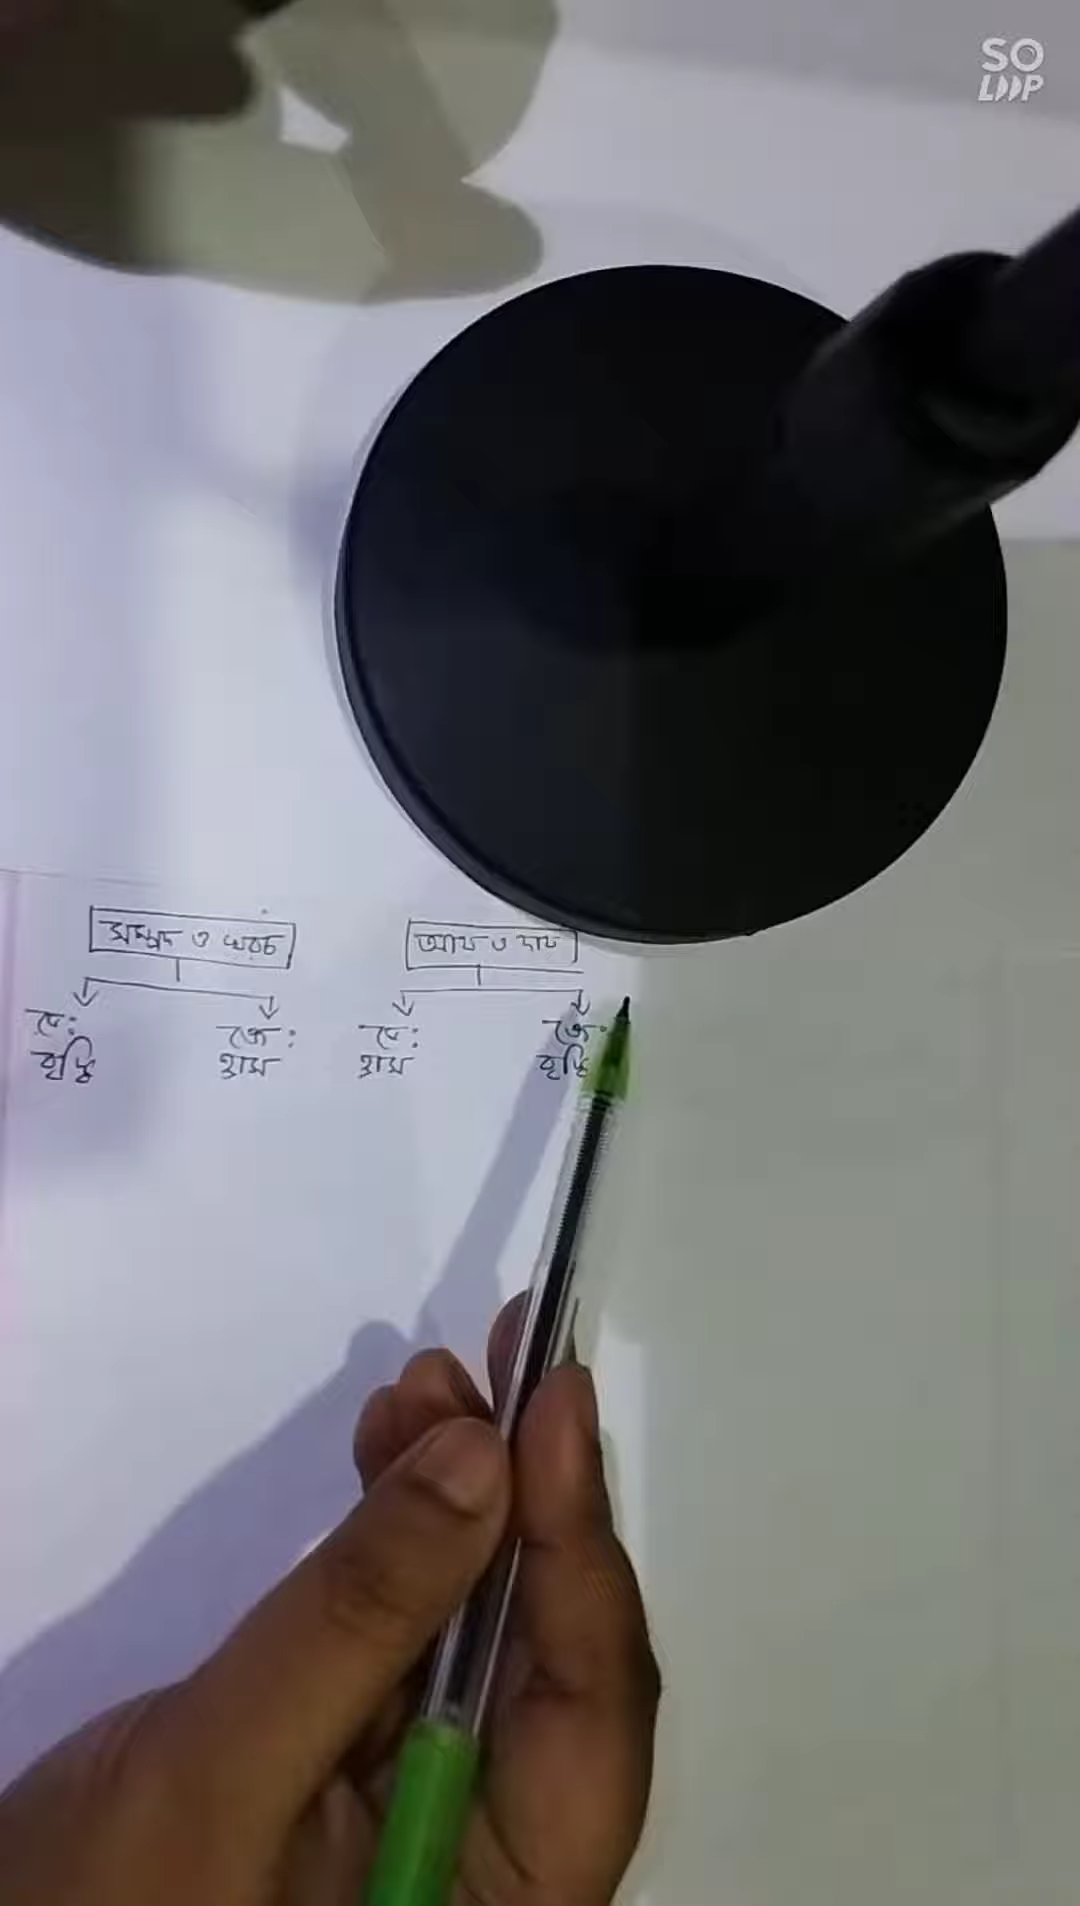 SO
LOOP
সম্পদ ও খরচ
আয় ও দায়
ডে:
বৃদ্ধি
ক্রে:
হ্রাস
ডে:
হ্রাস
ক্রে:
বৃদ্ধি